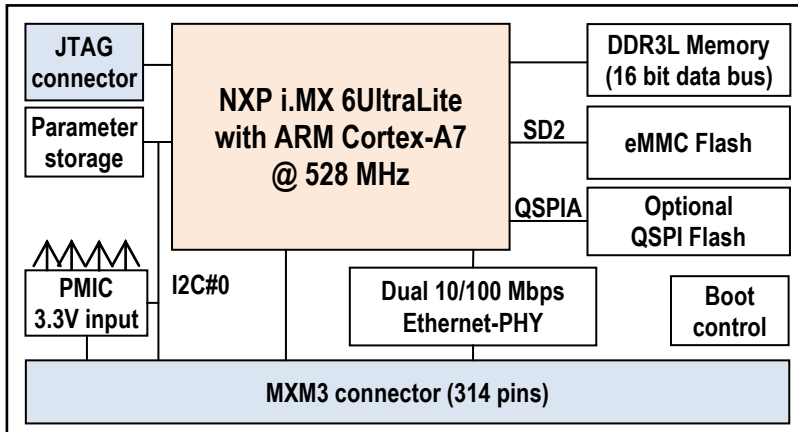 JTAG
connector
Parameter
storage
NXP i.MX 6UltraLite
with ARM Cortex-A7
@ 528 MHz
DDR3L Memory
(16 bit data bus)
SD2
eMMC Flash
QSPIA
Optional
QSPI Flash
PMIC
3.3V input
I2C#0
Dual 10/100 Mbps
Ethernet-PHY
Boot
control
MXM3 connector (314 pins)